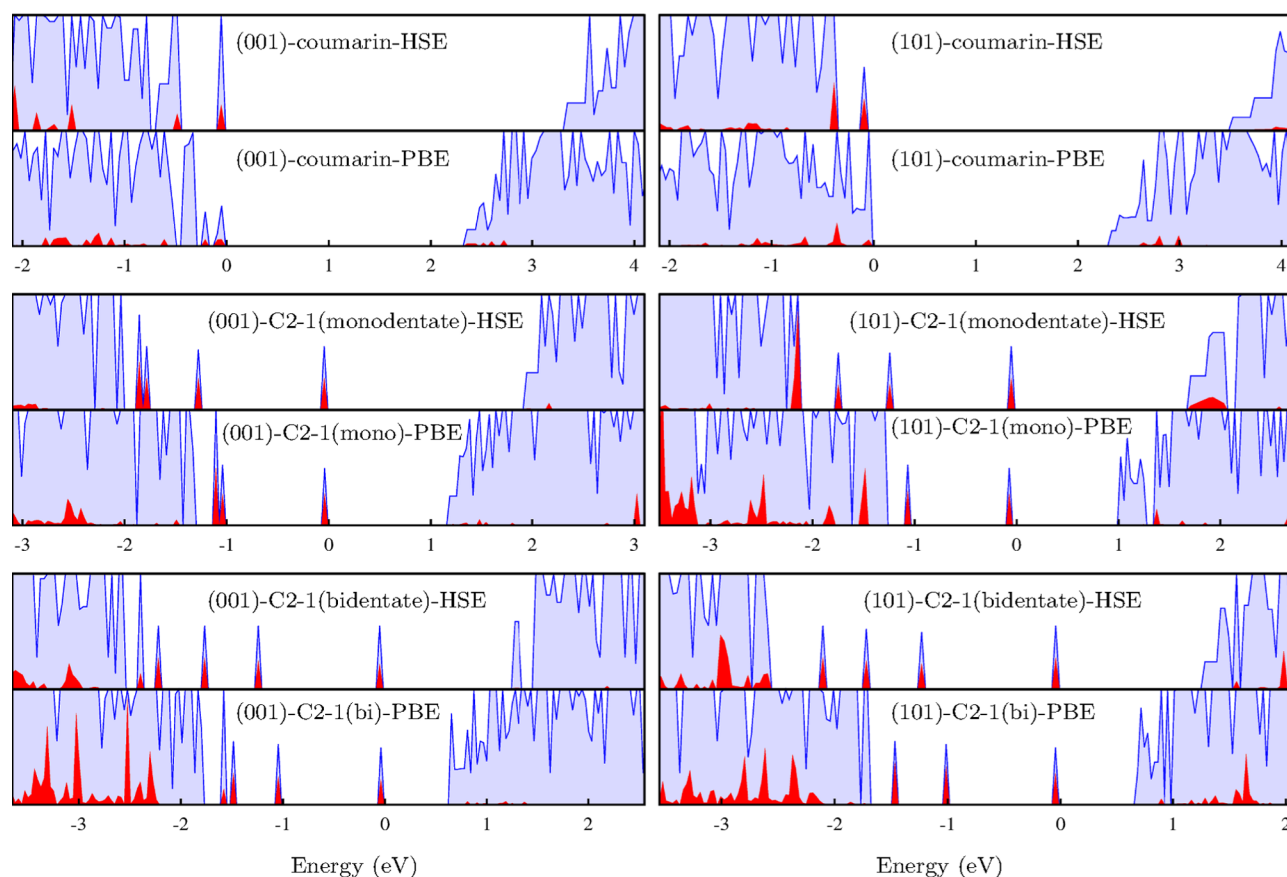 (001)-coumarin-HSE
(101)-coumarin-HSE
(001)-coumarin-PBE
(101)-coumarin-PBE
-2 -1 0 1 2 3 4
-2 -1 0 1 2 3 4
(001)-C2-1(monodentate)-HSE
(101)-C2-1(monodentate)-HSE
(001)-C2-1(mono)-PBE
(101)-C2-1(mono)-PBE
-3 -2 -1 0 1 2 3
-3 -2 -1 0 1 2
(001)-C2-1(bidentate)-HSE
(101)-C2-1(bidentate)-HSE
(001)-C2-1(bi)-PBE
(101)-C2-1(bi)-PBE
-3 -2 -1 0 1 2
-3 -2 -1 0 1 2
Energy (eV)
Energy (eV)